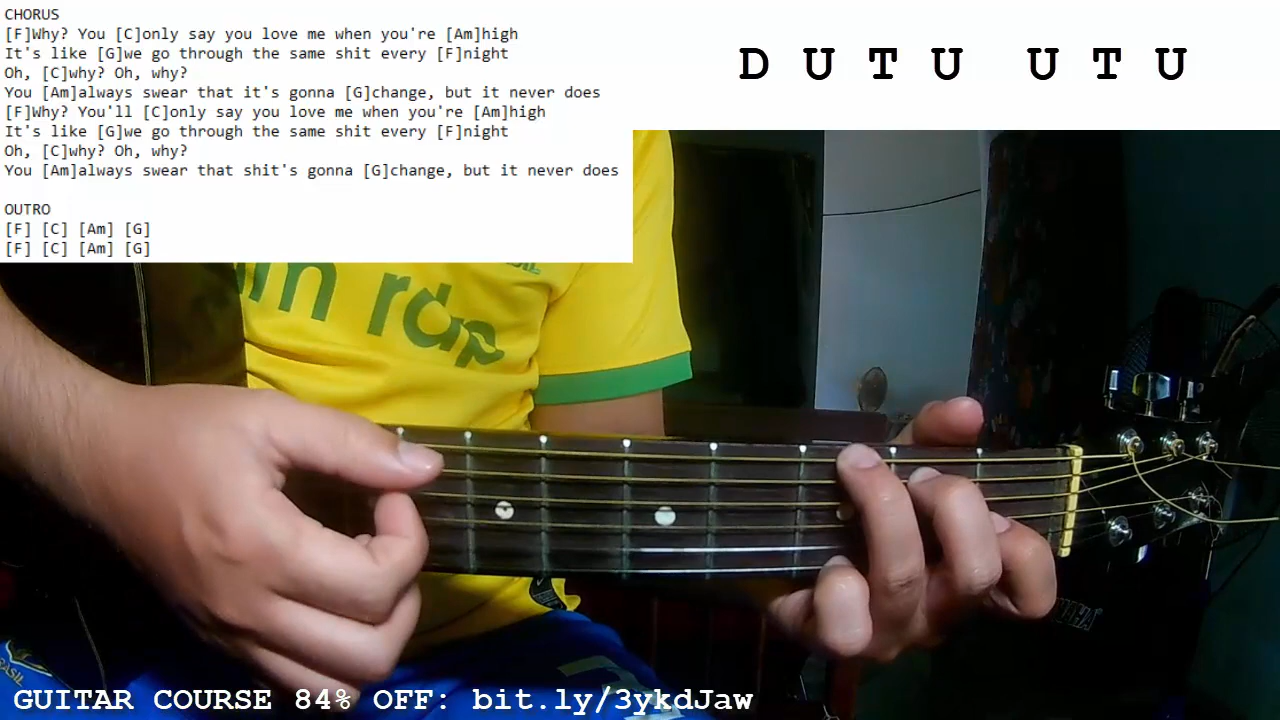 CHORUS
[F]Why? You [C]only say you love me when you're [Am]high
It's like [G]we go through the same shit every [F]night
Oh, [C]why? Oh, why?
You [Am]always swear that it's gonna [G]change, but it never does
[F]Why? You'll [C]only say you love me when you're [Am]high
It's like [G]we go through the same shit every [F]night
Oh, [C]why? Oh, why?
You [Am]always swear that shit's gonna [G]change, but it never does
OUTRO
[F] [C] [Am] [G]
[F] [C] [Am] [G]
D U T U U T U
rap
BRASIL
GUITAR COURSE 84% OFF: bit.ly/3ykdJaw